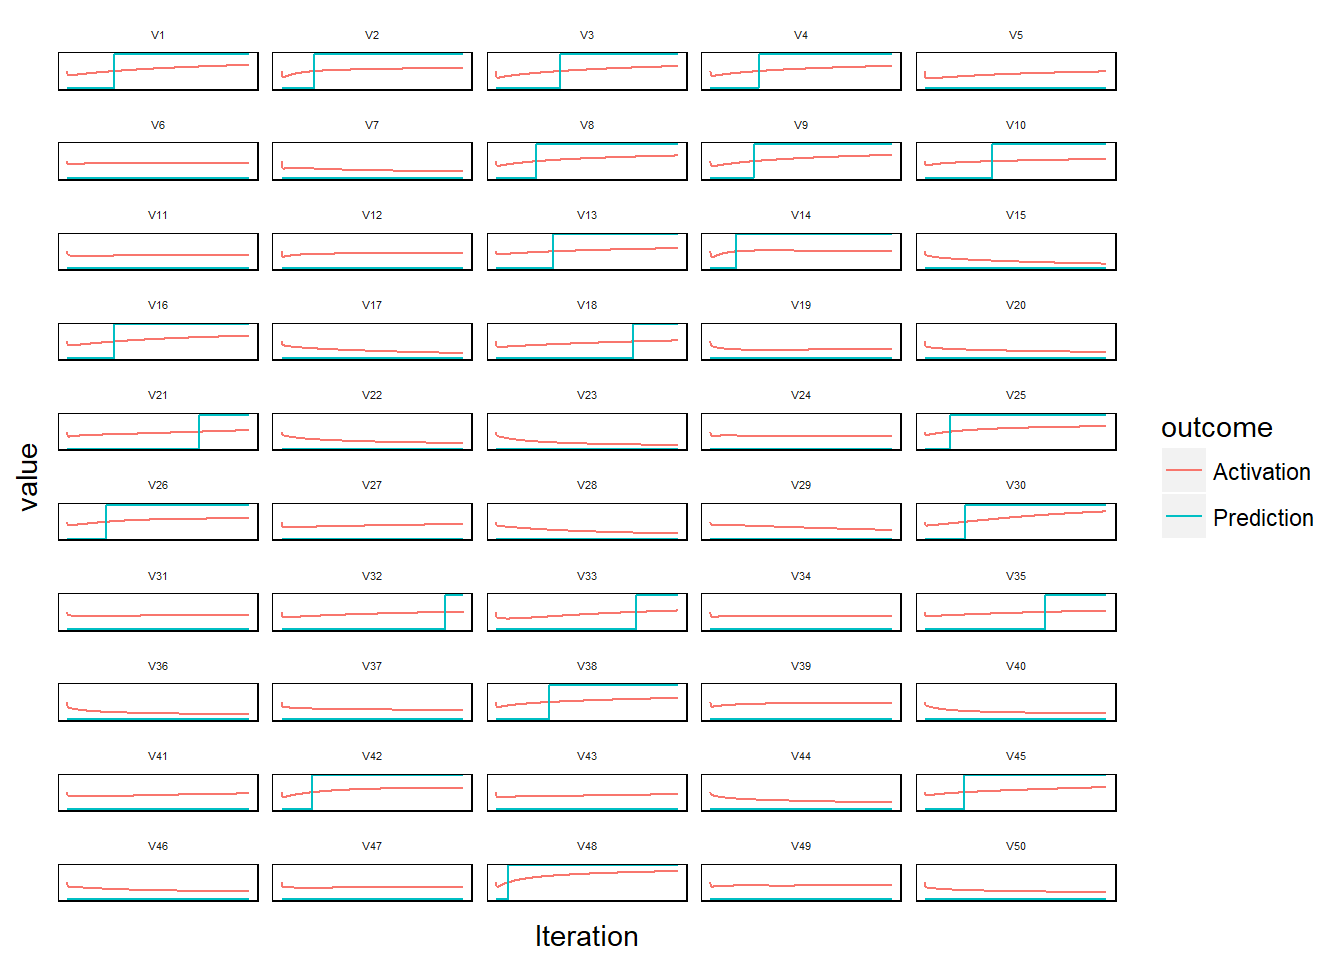 V1 V2 V3 V4 V5
V6 V7 V8 V9 V10
V11 V12 V13 V14 V15
V16 V17 V18 V19 V20
V21 V22 V23 V24 V25
V26 V27 V28 V29 V30
V31 V32 V33 V34 V35
V36 V37 V38 V39 V40
V41 V42 V43 V44 V45
V46 V47 V48 V49 V50
value
Iteration
outcome
Activation
Prediction